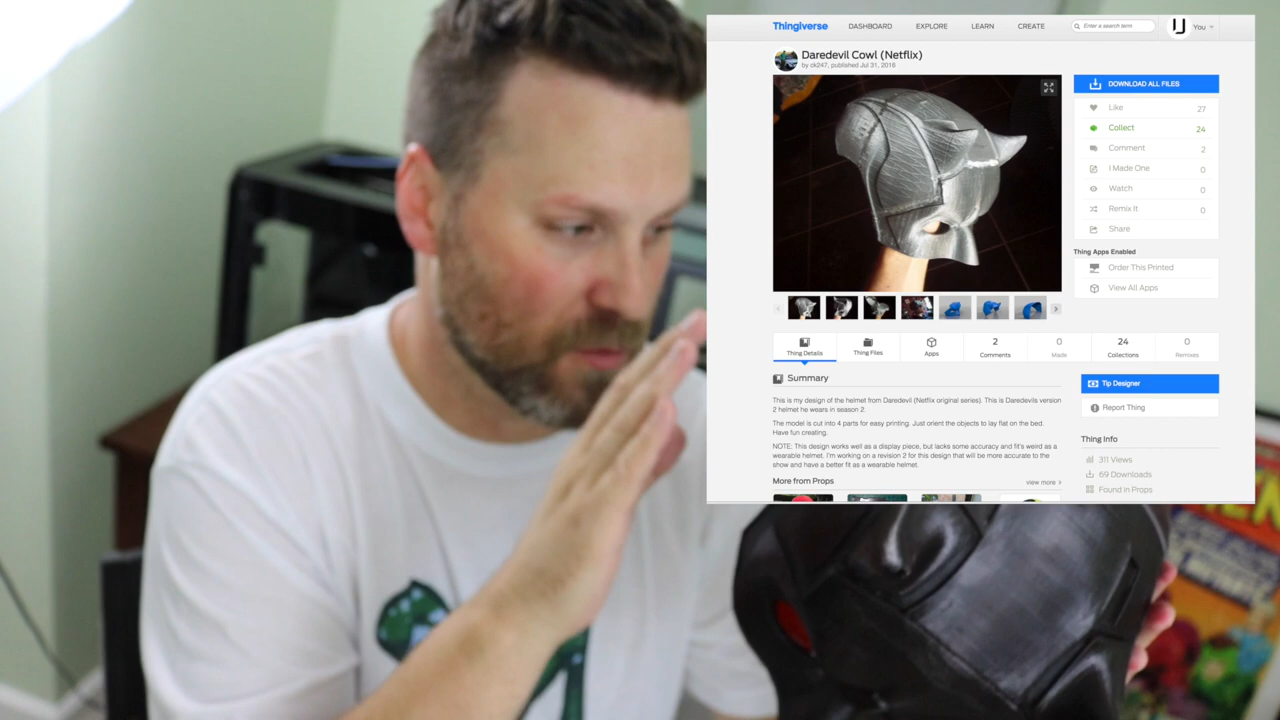 Thingiverse DASHBOARD EXPLORE LEARN CREATE Enter a search term You
Daredevil Cowl (Netflix)
by ck247, published Jul 31, 2016
DOWNLOAD ALL FILES
Like 27
Collect 24
Comment 2
I Made One 0
Watch 0
Remix It 0
Share
Thing Apps Enabled
Order This Printed
View All Apps
Thing Details
Thing Files
Apps
2 Comments
0 Made
24 Collections
0 Remixes
Summary
This is my design of the helmet from Daredevil (Netflix original series). This is Daredevils version
2 helmet he wears in season 2.
The model is cut into 4 parts for easy printing. Just orient the objects to lay flat on the bed.
Have fun creating.
NOTE: This design works well as a display piece, but lacks some accuracy and fit's weird as a
wearable helmet. I'm working on a revision 2 for this design that will be more accurate to the
show and have a better fit as a wearable helmet.
More from Props view more
Tip Designer
Report Thing
Thing Info
311 Views
69 Downloads
Found in Props